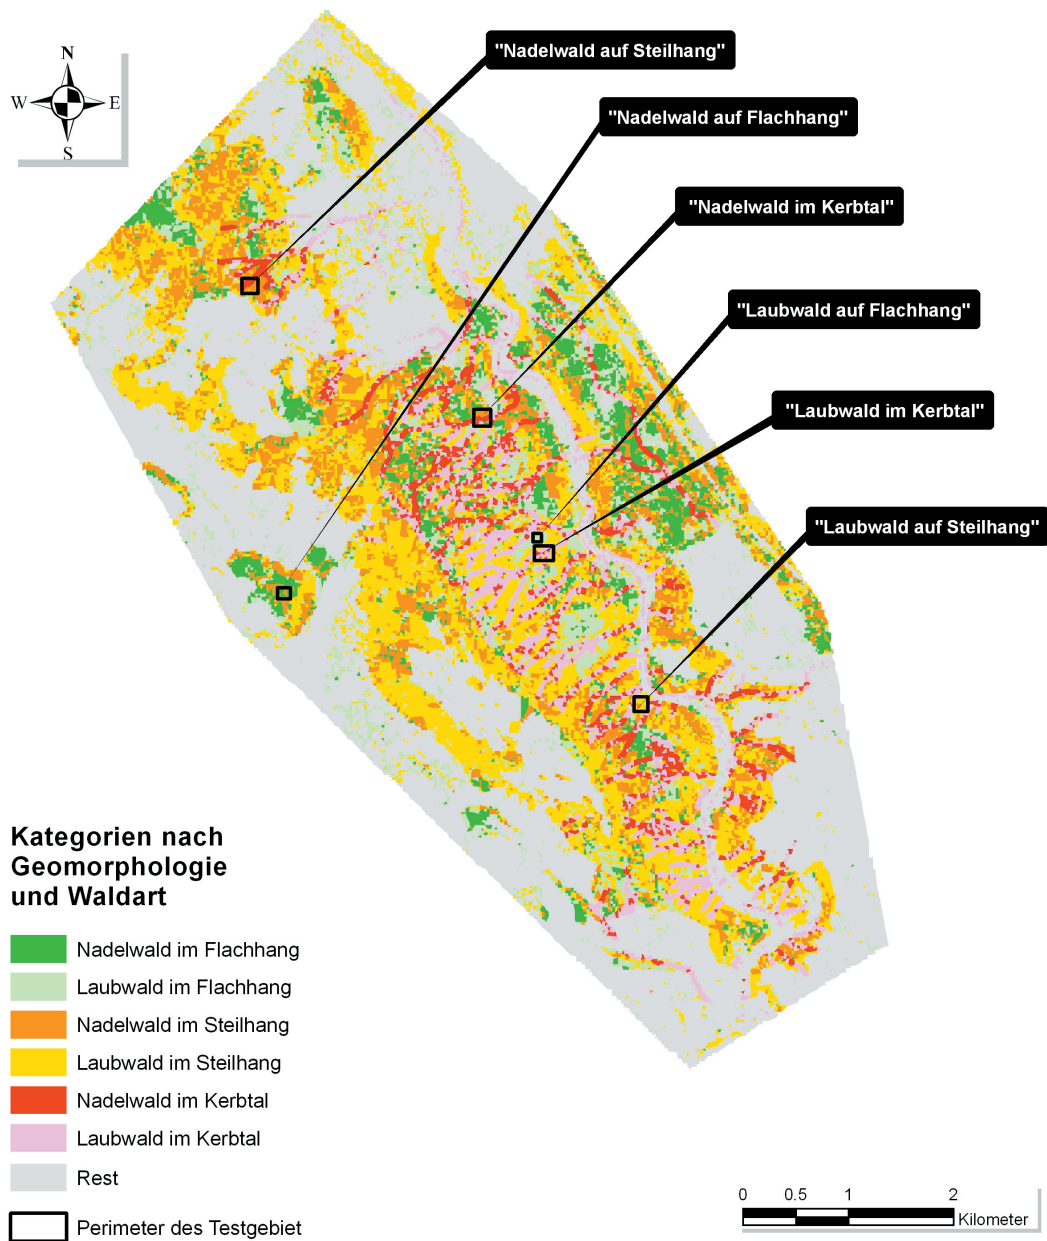 "Nadelwald auf Steilhang"
N
W E
S
"Nadelwald auf Flachhang"
"Nadelwald im Kerbtal"
"Laubwald auf Flachhang"
"Laubwald im Kerbtal"
"Laubwald auf Steilhang"
Kategorien nach
Geomorphologie
und Waldart
Nadelwald im Flachhang
Laubwald im Flachhang
Nadelwald im Steilhang
Laubwald im Steilhang
Nadelwald im Kerbtal
Laubwald im Kerbtal
Rest
Perimeter des Testgebiet
0 0.5 1 2
Kilometer